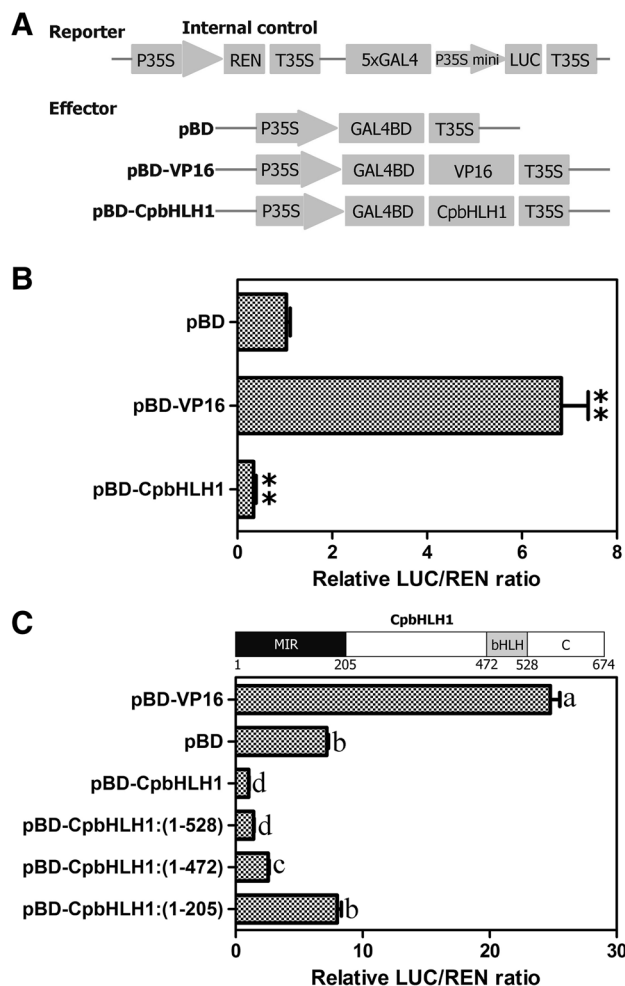 A
Reporter Internal control
P35S REN T35S 5xGAL4 P35S mini LUC T35S
Effector
pBD P35S GAL4BD T35S
pBD-VP16 P35S GAL4BD VP16 T35S
pBD-CpbHLH1 P35S GAL4BD CpbHLH1 T35S
B
pBD
pBD-VP16 **
pBD-CpbHLH1 **
0 2 4 6 8
Relative LUC/REN ratio
C
CpbHLH1
MIR bHLH C
1 205 472 528 674
pBD-VP16 a
pBD b
pBD-CpbHLH1 d
pBD-CpbHLH1:(1-528) d
pBD-CpbHLH1:(1-472) c
pBD-CpbHLH1:(1-205) b
0 10 20 30
Relative LUC/REN ratio